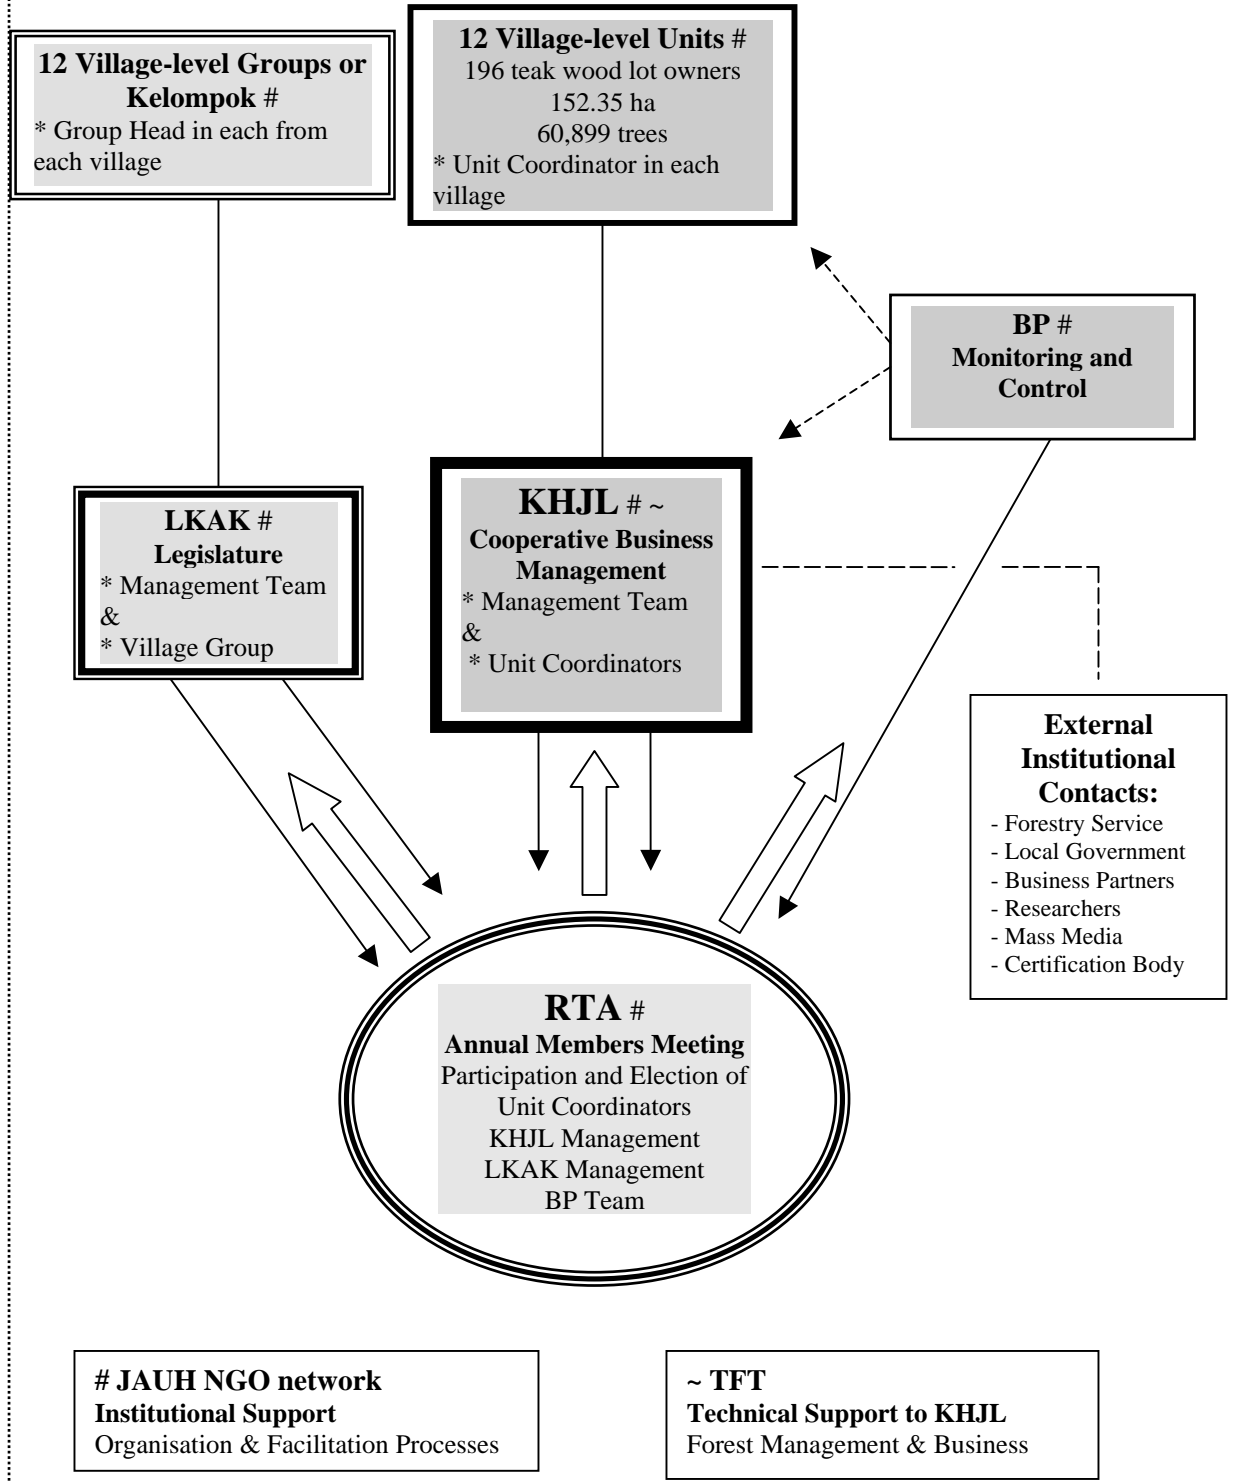 12 Village-level Groups or
Kelompok #
* Group Head in each from
each village
12 Village-level Units #
196 teak wood lot owners
152.35 ha
60,899 trees
* Unit Coordinator in each
village
BP #
Monitoring and
Control
LKAK #
Legislature
* Management Team
&
* Village Group
KHJL # ~
Cooperative Business
Management
* Management Team
&
* Unit Coordinators
External
Institutional
Contacts:
- Forestry Service
- Local Government
- Business Partners
- Researchers
- Mass Media
- Certification Body
RTA #
Annual Members Meeting
Participation and Election of
Unit Coordinators
KHJL Management
LKAK Management
BP Team
# JAUH NGO network
Institutional Support
Organisation & Facilitation Processes
~ TFT
Technical Support to KHJL
Forest Management & Business